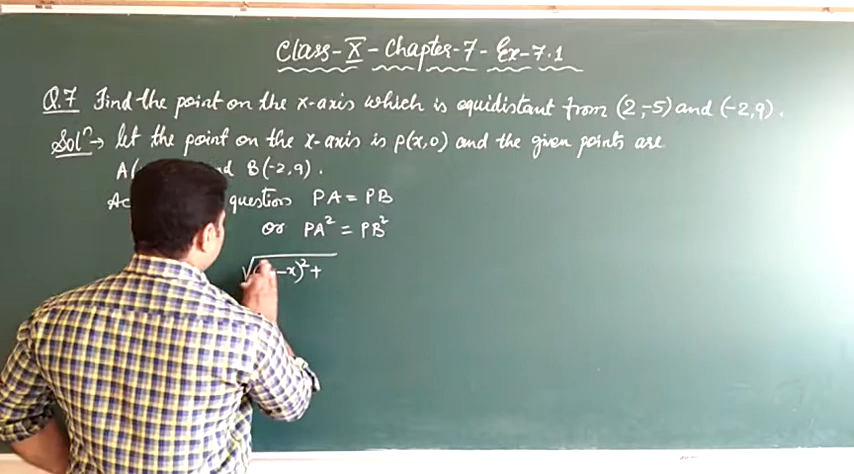 Class-X-Chapter-7-Ex-7.1
Q.7 Find the point on the x-axis which is equidistant from (2,-5) and (-2,9).
Solⁿ→ let the point on the x-axis is P(x,0) and the given points are
A( B(-2,9).
question PA = PB
or PA² = PB²
√ -x)²+